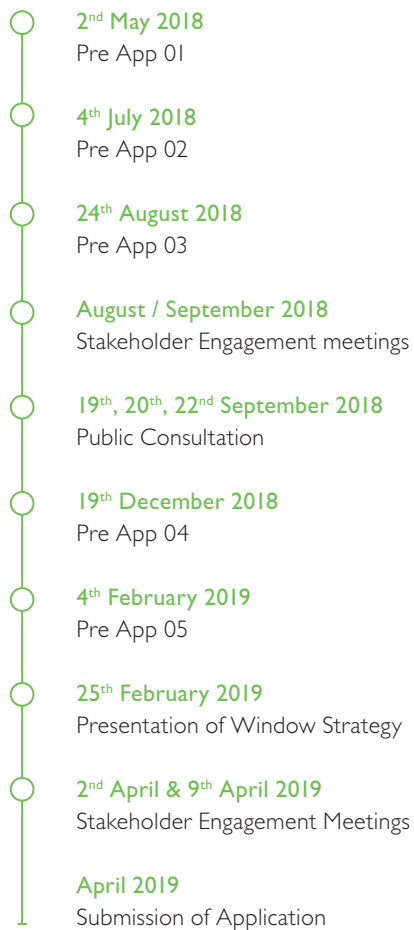 2nd May 2018
Pre App 01
4th July 2018
Pre App 02
24th August 2018
Pre App 03
August / September 2018
Stakeholder Engagement meetings
19th, 20th, 22nd September 2018
Public Consultation
19th December 2018
Pre App 04
4th February 2019
Pre App 05
25th February 2019
Presentation of Window Strategy
2nd April & 9th April 2019
Stakeholder Engagement Meetings
April 2019
Submission of Application